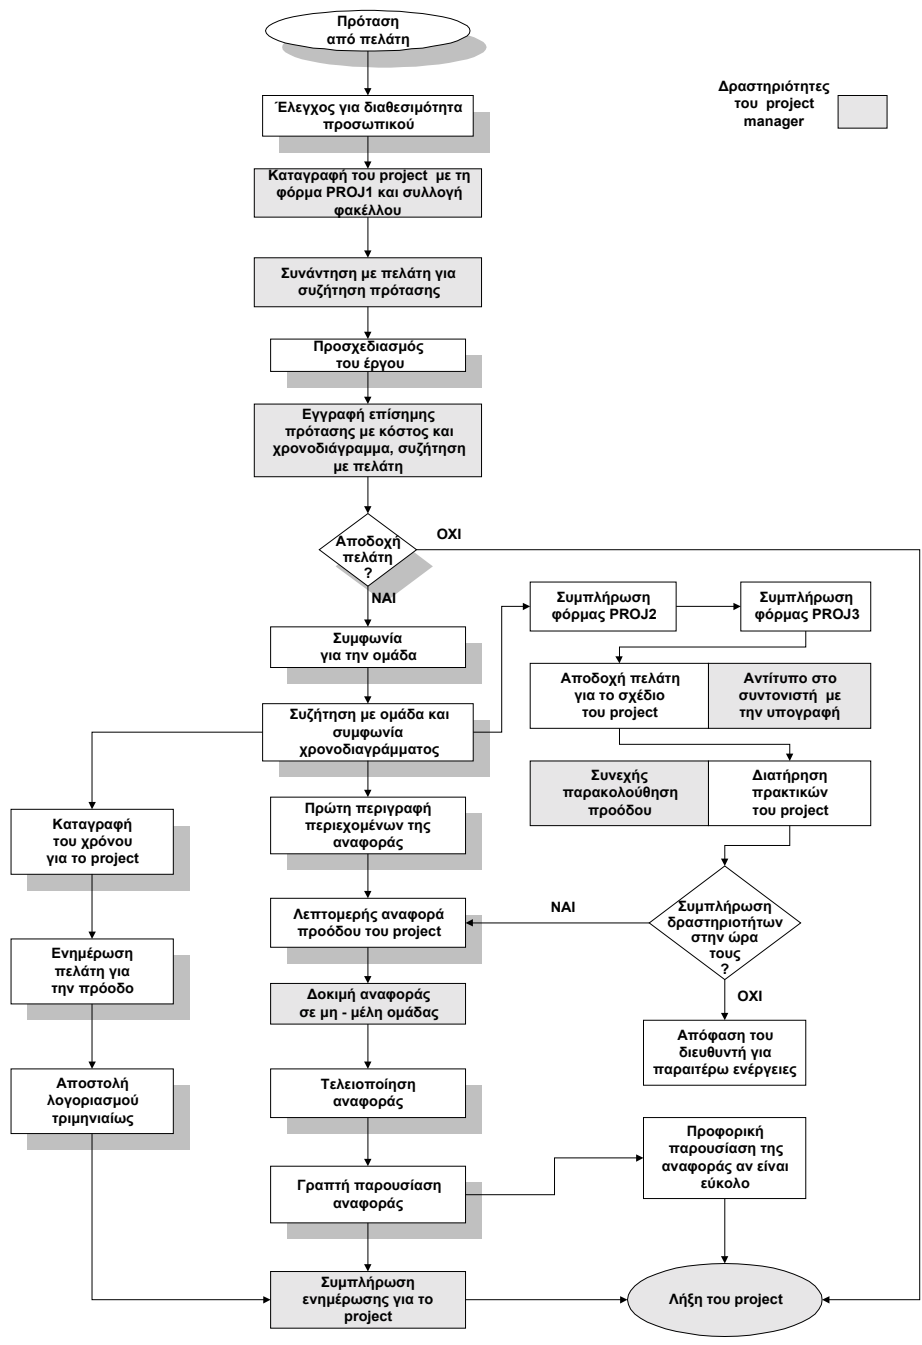 Πρόταση
από πελάτη
Δραστηριότητες
του project
manager
Έλεγχος για διαθεσιμότητα
προσωπικού
Καταγραφή του project με τη
φόρμα PROJ1 και συλλογή
φακέλλου
Συνάντηση με πελάτη για
συζήτηση πρότασης
Προσχεδιασμός
του έργου
Εγγραφή επίσημης
πρότασης με κόστος και
χρονοδιάγραμμα, συζήτηση
με πελάτη
ΟΧΙ
Αποδοχή
πελάτη
?
ΝΑΙ
Συμπλήρωση
φόρμας PROJ2
Συμπλήρωση
φόρμας PROJ3
Συμφωνία
για την ομάδα
Αποδοχή πελάτη
για το σχέδιο
του project
Αντίτυπο στο
συντονιστή με
την υπογραφή
Συζήτηση με ομάδα και
συμφωνία
χρονοδιαγράμματος
Συνεχής
παρακολούθηση
προόδου
Διατήρηση
πρακτικών
του project
Καταγραφή
του χρόνου
για το project
Πρώτη περιγραφή
περιεχομένων της
αναφοράς
Λεπτομερής αναφορά
προόδου του project
ΝΑΙ
Συμπλήρωση
δραστηριοτήτων
στην ώρα
τους
?
Ενημέρωση
πελάτη για
την πρόοδο
Δοκιμή αναφοράς
σε μη - μέλη ομάδας
ΟΧΙ
Απόφαση του
διευθυντή για
παραιτέρω ενέργειες
Αποστολή
λογοριασμού
τριμηνιαίως
Τελειοποίηση
αναφοράς
Προφορική
παρουσίαση της
αναφοράς αν είναι
εύκολο
Γραπτή παρουσίαση
αναφοράς
Συμπλήρωση
ενημέρωσης για το
project
Λήξη του project